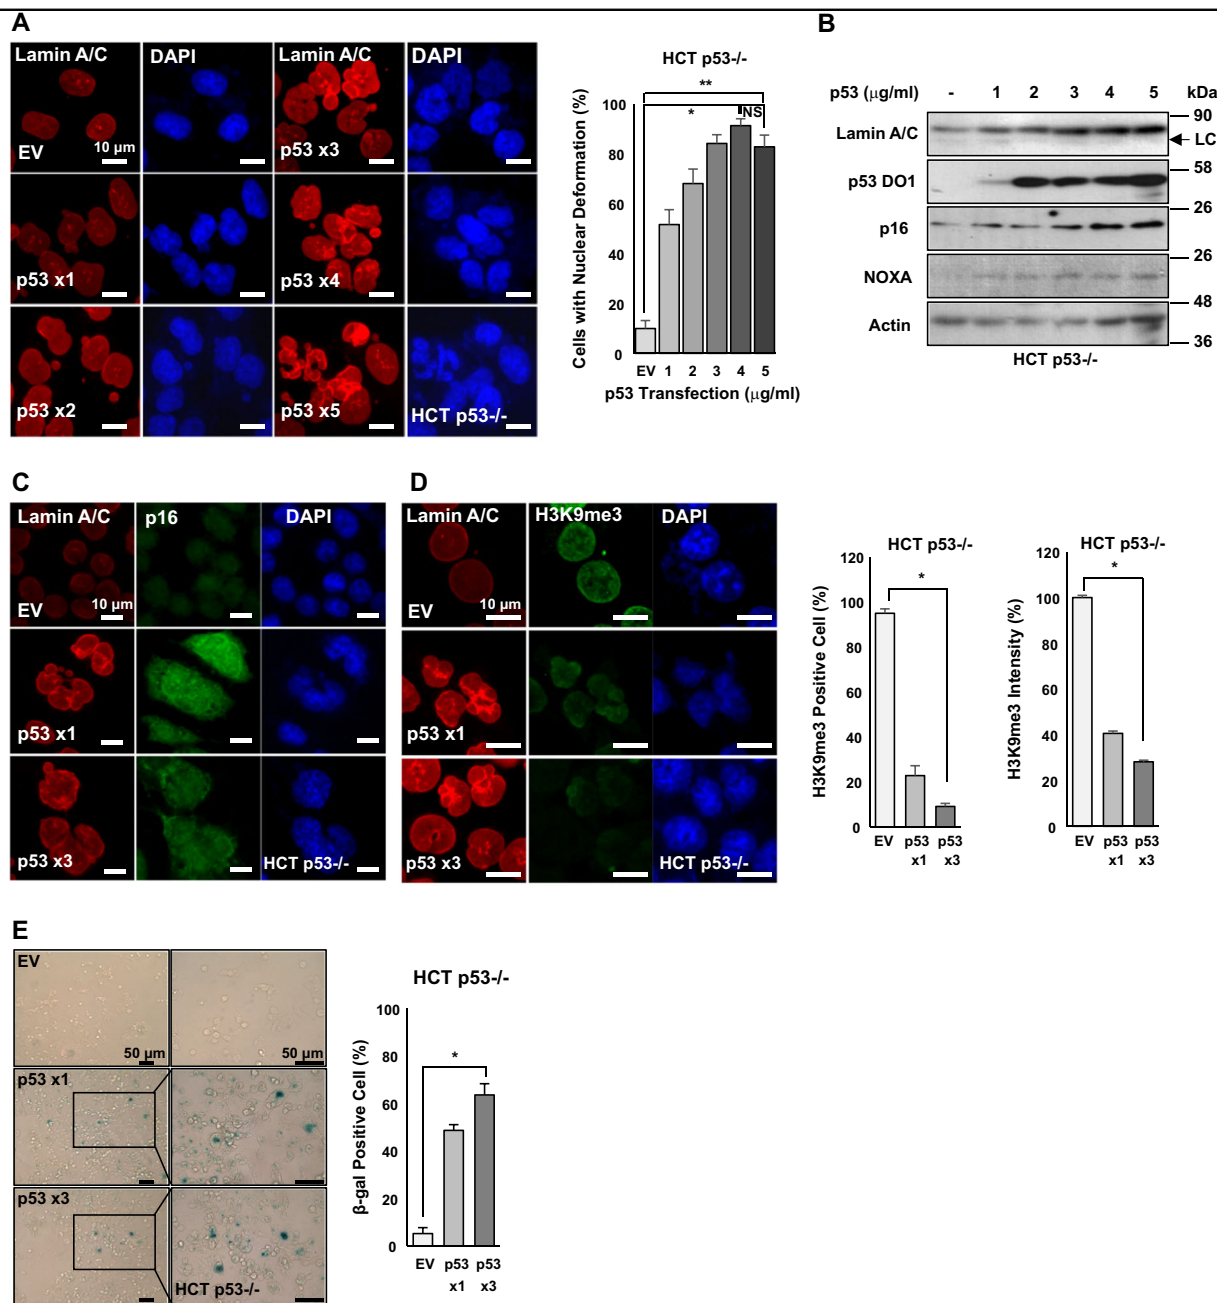 A
Lamin A/C
DAPI
Lamin A/C
DAPI
EV
10 µm
p53 x3
p53 x1
p53 x4
p53 x2
p53 x5
HCT p53-/-
HCT p53-/-
**
*
NS
Cells with Nuclear Deformation (%)
100
80
60
40
20
0
EV 1 2 3 4 5
p53 Transfection (µg/ml)
B
p53 (µg/ml) - 1 2 3 4 5 kDa
90
Lamin A/C
LC
58
p53 DO1
26
p16
26
NOXA
48
Actin
36
HCT p53-/-
C
Lamin A/C
p16
DAPI
EV
10 µm
p53 x1
p53 x3
HCT p53-/-
D
Lamin A/C
H3K9me3
DAPI
EV
10 µm
p53 x1
p53 x3
HCT p53-/-
HCT p53-/-
*
H3K9me3 Positive Cell (%)
120
100
80
60
40
20
0
EV p53 p53
x1 x3
HCT p53-/-
*
H3K9me3 Intensity (%)
120
100
80
60
40
20
0
EV p53 p53
x1 x3
E
EV
50 µm
50 µm
p53 x1
p53 x3
HCT p53-/-
HCT p53-/-
*
β-gal Positive Cell (%)
100
80
60
40
20
0
EV p53 p53
x1 x3